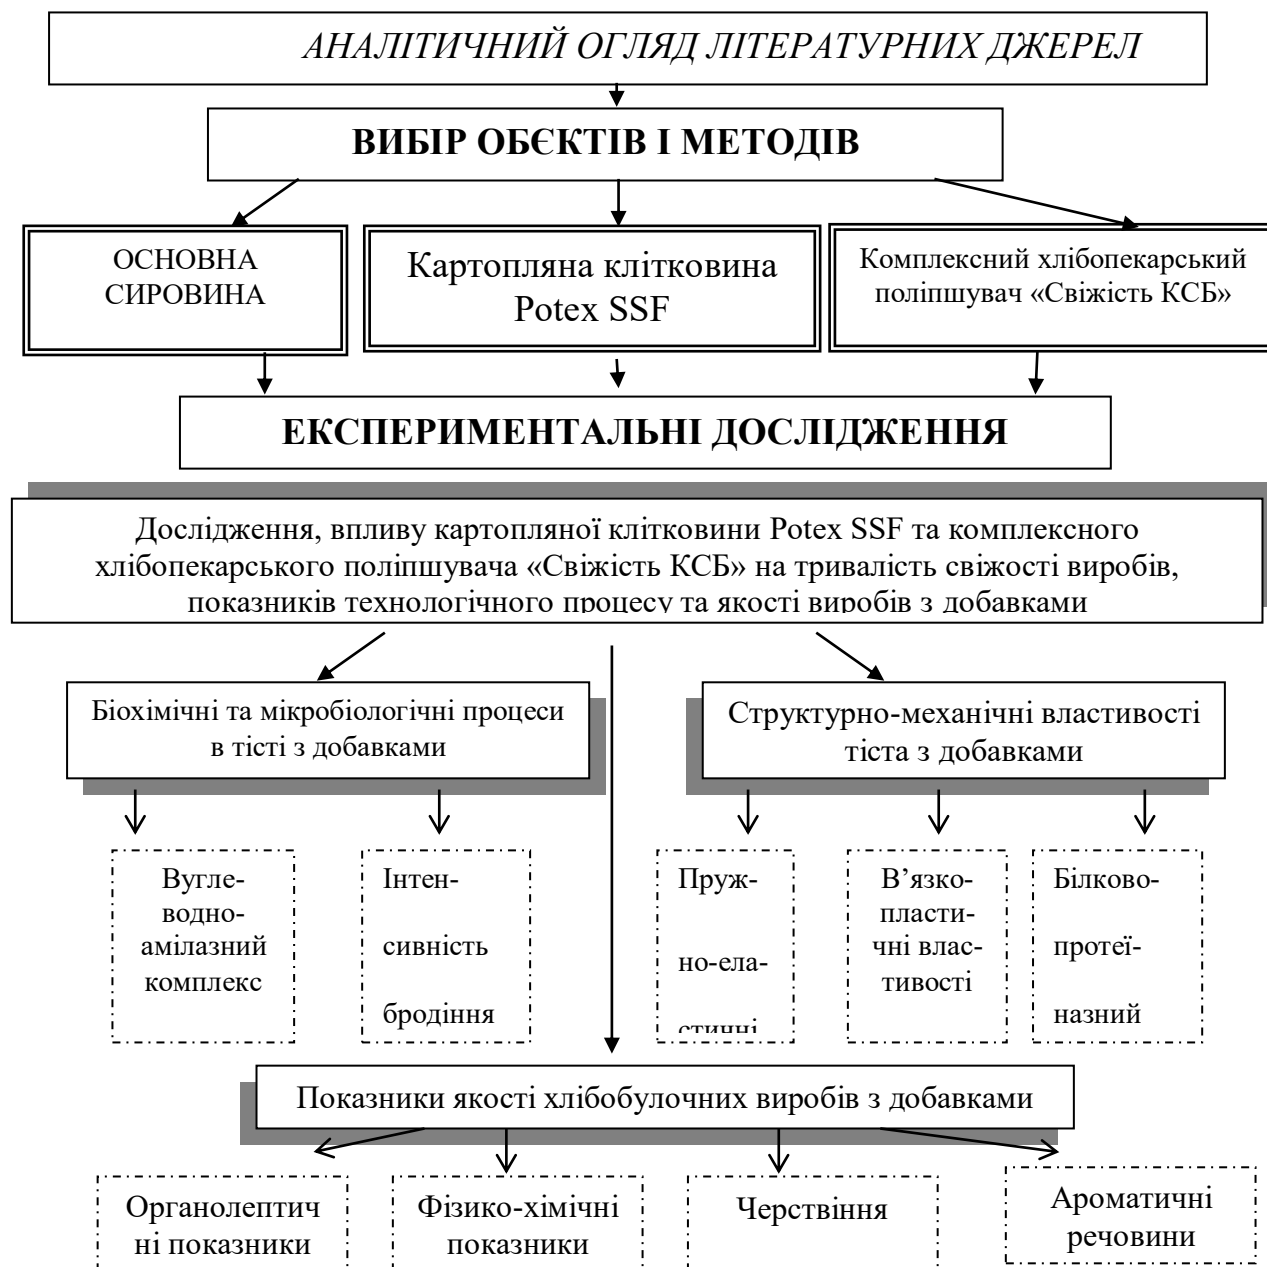 АНАЛІТИЧНИЙ ОГЛЯД ЛІТЕРАТУРНИХ ДЖЕРЕЛ
ВИБІР ОБЄКТІВ І МЕТОДІВ
ОСНОВНА
СИРОВИНА
Картопляна клітковина
Potex SSF
Комплексний хлібопекарський
поліпшувач «Свіжість КСБ»
ЕКСПЕРИМЕНТАЛЬНІ ДОСЛІДЖЕННЯ
Дослідження, впливу картопляної клітковини Potex SSF та комплексного
хлібопекарського поліпшувача «Свіжість КСБ» на тривалість свіжості виробів,
показників технологічного процесу та якості виробів з добавками
Біохімічні та мікробіологічні процеси
в тісті з добавками
Структурно-механічні властивості
тіста з добавками
Вугле-
водно-
амілазний
комплекс
Інтен-
сивність
бродіння
Пруж-
но-ела-
стичні
В’язко-
пласти-
чні влас-
тивості
Білково-
протеї-
назний
Показники якості хлібобулочних виробів з добавками
Органолептич
ні показники
Фізико-хімічні
показники
Черствіння
Ароматичні
речовини